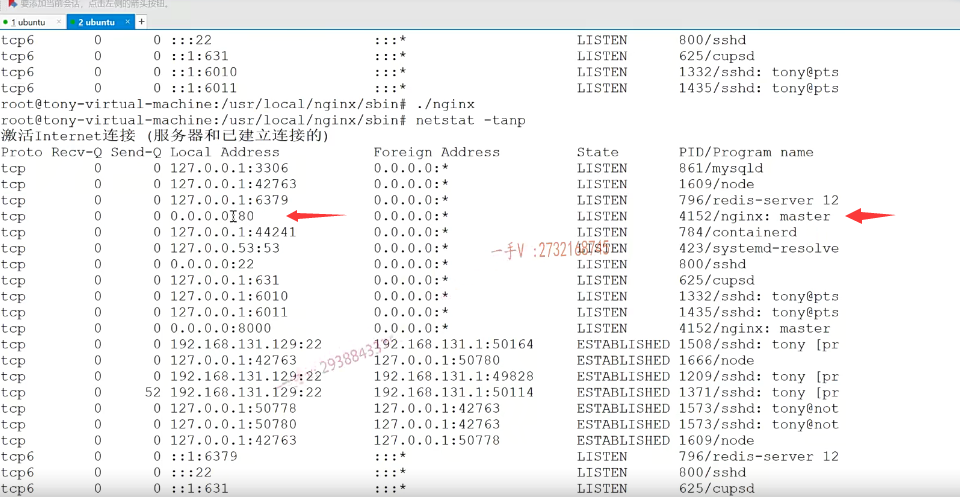 要添加当前会话，点击左侧的箭头按钮。
1 ubuntu × 2 ubuntu × +
tcp6 0 0 :::22 :::* LISTEN 800/sshd
tcp6 0 0 ::1:631 :::* LISTEN 625/cupsd
tcp6 0 0 ::1:6010 :::* LISTEN 1332/sshd: tony@pts
tcp6 0 0 ::1:6011 :::* LISTEN 1435/sshd: tony@pts
root@tony-virtual-machine:/usr/local/nginx/sbin# ./nginx
root@tony-virtual-machine:/usr/local/nginx/sbin# netstat -tanp
激活Internet连接 (服务器和已建立连接的)
Proto Recv-Q Send-Q Local Address Foreign Address State PID/Program name
tcp 0 0 127.0.0.1:3306 0.0.0.0:* LISTEN 861/mysqld
tcp 0 0 127.0.0.1:42763 0.0.0.0:* LISTEN 1609/node
tcp 0 0 127.0.0.1:6379 0.0.0.0:* LISTEN 796/redis-server 12
tcp 0 0 0.0.0.0:80 0.0.0.0:* LISTEN 4152/nginx: master
tcp 0 0 127.0.0.1:44241 0.0.0.0:* LISTEN 784/containerd
tcp 0 0 127.0.0.53:53 0.0.0.0:* LISTEN 423/systemd-resolve
tcp 0 0 0.0.0.0:22 0.0.0.0:* LISTEN 800/sshd
tcp 0 0 127.0.0.1:631 0.0.0.0:* LISTEN 625/cupsd
tcp 0 0 127.0.0.1:6010 0.0.0.0:* LISTEN 1332/sshd: tony@pts
tcp 0 0 127.0.0.1:6011 0.0.0.0:* LISTEN 1435/sshd: tony@pts
tcp 0 0 0.0.0.0:8000 0.0.0.0:* LISTEN 4152/nginx: master
tcp 0 0 192.168.131.129:22 192.168.131.1:50164 ESTABLISHED 1508/sshd: tony [pr
tcp 0 0 127.0.0.1:42763 127.0.0.1:50780 ESTABLISHED 1666/node
tcp 0 0 192.168.131.129:22 192.168.131.1:49828 ESTABLISHED 1209/sshd: tony [pr
tcp 0 52 192.168.131.129:22 192.168.131.1:50114 ESTABLISHED 1371/sshd: tony [pr
tcp 0 0 127.0.0.1:50778 127.0.0.1:42763 ESTABLISHED 1573/sshd: tony@not
tcp 0 0 127.0.0.1:50780 127.0.0.1:42763 ESTABLISHED 1573/sshd: tony@not
tcp 0 0 127.0.0.1:42763 127.0.0.1:50778 ESTABLISHED 1609/node
tcp6 0 0 ::1:6379 :::* LISTEN 796/redis-server 12
tcp6 0 0 :::22 :::* LISTEN 800/sshd
tcp6 0 0 ::1:631 :::* LISTEN 625/cupsd
一手V :2732168745